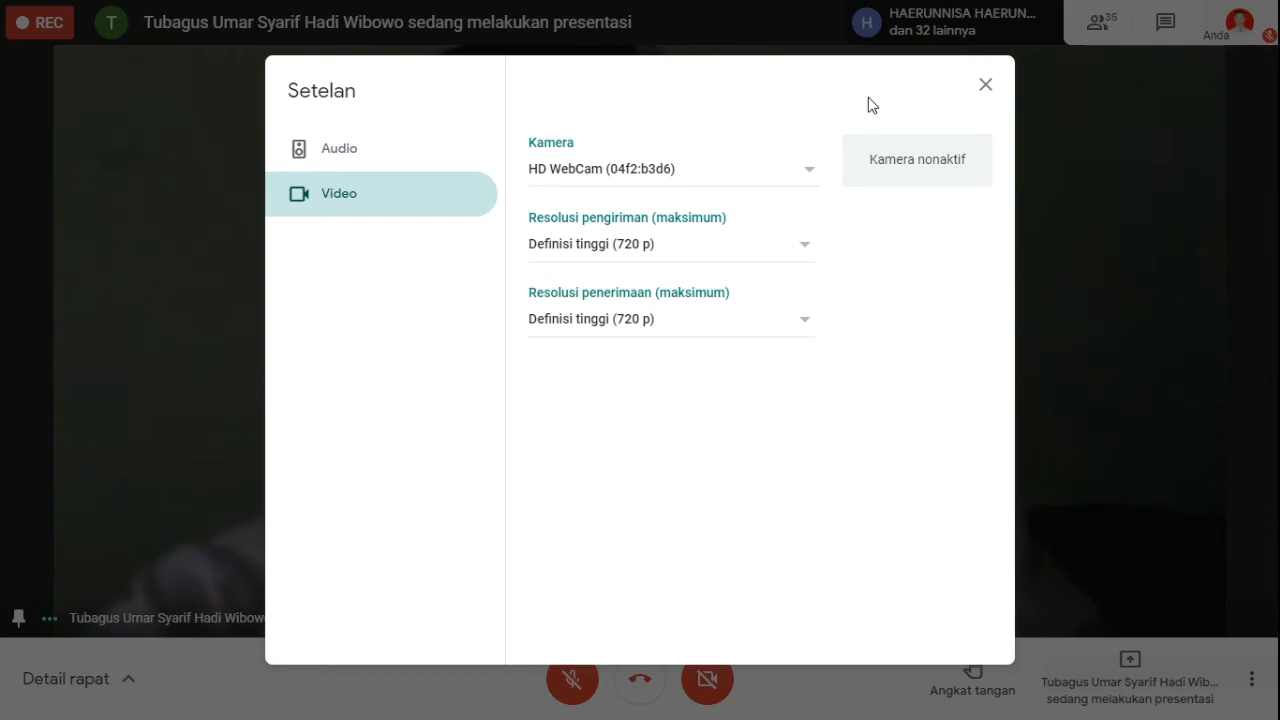 REC
T
Tubagus Umar Syarif Hadi Wibowo sedang melakukan presentasi
H
HAERUNNISA HAERUN...
dan 32 lainnya
35
Anda
Setelan
Audio
Video
Kamera
HD WebCam (04f2:b3d6)
Kamera nonaktif
Resolusi pengiriman (maksimum)
Definisi tinggi (720 p)
Resolusi penerimaan (maksimum)
Definisi tinggi (720 p)
Tubagus Umar Syarif Hadi Wibow
Detail rapat
Angkat tangan
Tubagus Umar Syarif Hadi Wib...
sedang melakukan presentasi